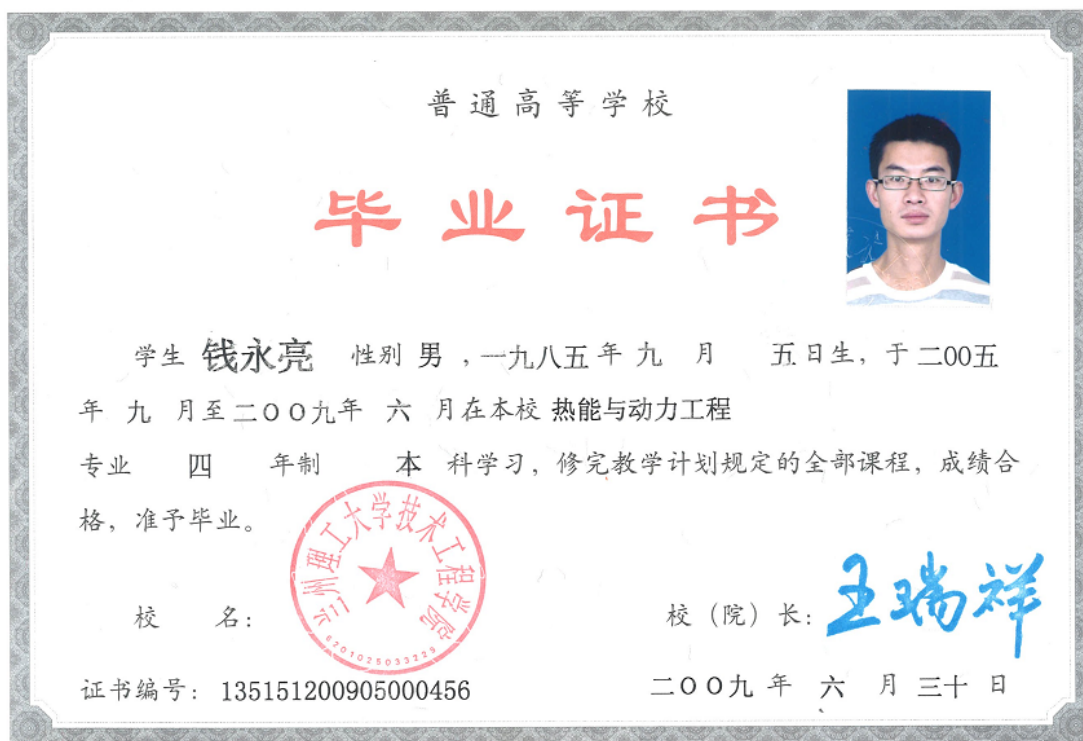 普通高等学校
毕业证书
学生 钱永亮 性别 男 ,一九八五年 九 月 五日生, 于 二00五
年 九 月至二〇〇九年 六 月在本校 热能与动力工程
专业 四 年制 本 科学习, 修完教学计划规定的全部课程, 成绩合
格, 准予毕业。
兰州理工大学技术工程学院
6201025033229
校 名:
校（院）长: 王瑞祥
证书编号: 135151200905000456
二〇〇九 年 六 月 三十 日